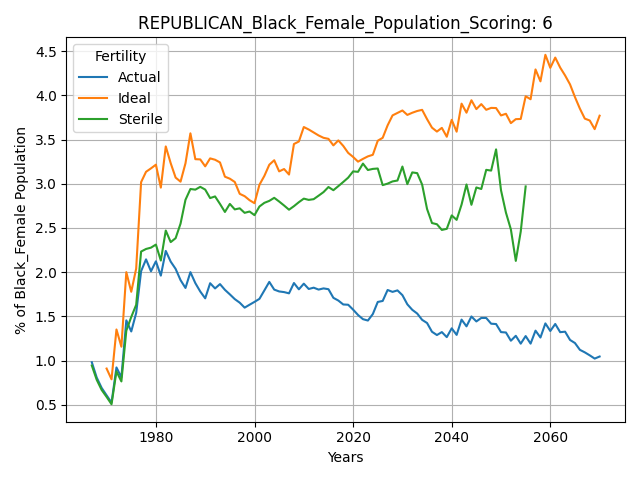 REPUBLICAN_Black_Female_Population_Scoring: 6
% of Black_Female Population
4.5
4.0
3.5
3.0
2.5
2.0
1.5
1.0
0.5
Fertility
Actual
Ideal
Sterile
1980
2000
2020
2040
2060
Years